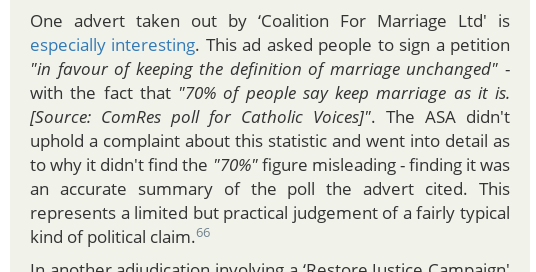 One advert taken out by ‘Coalition For Marriage Ltd' is
especially interesting. This ad asked people to sign a petition
"in favour of keeping the definition of marriage unchanged" -
with the fact that "70% of people say keep marriage as it is.
[Source: ComRes poll for Catholic Voices]". The ASA didn't
uphold a complaint about this statistic and went into detail as
to why it didn't find the "70%" figure misleading - finding it was
an accurate summary of the poll the advert cited. This
represents a limited but practical judgement of a fairly typical
kind of political claim.66
In another adjudication involving a ‘Restore Justice Campaign'